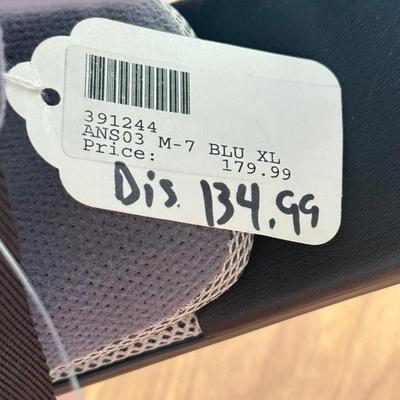 391244
ANS03 M-7 BLU XL
Price: 179.99
Dis. 134.99